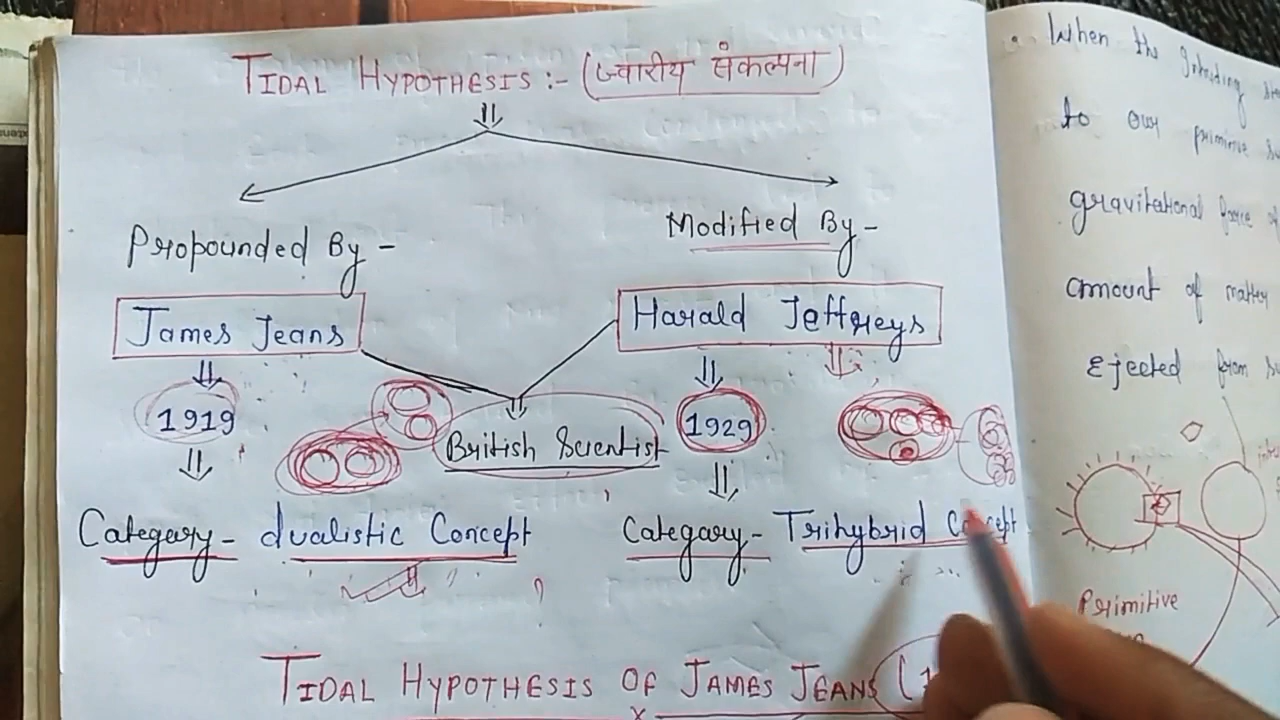 TIDAL HYPOTHESIS :- (ज्वारीय संकल्पना)
Propounded By -
Modified By -
James Jeans
Harald Jeffreys
1919
British Scientist
1929
Category - dualistic Concept
Category - Trihybrid Concept
TIDAL HYPOTHESIS OF JAMES JEANS (1
When the
to our primive
gravitational force
amount of matter
Ejected from
Primitive